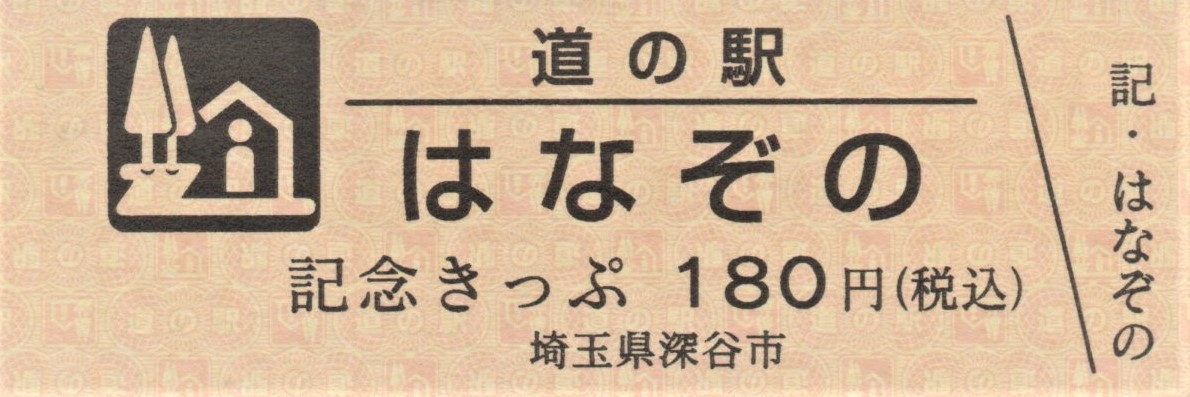 道の駅
はなぞの
記念きっぷ 180円(税込)
埼玉県深谷市
記・はなぞの